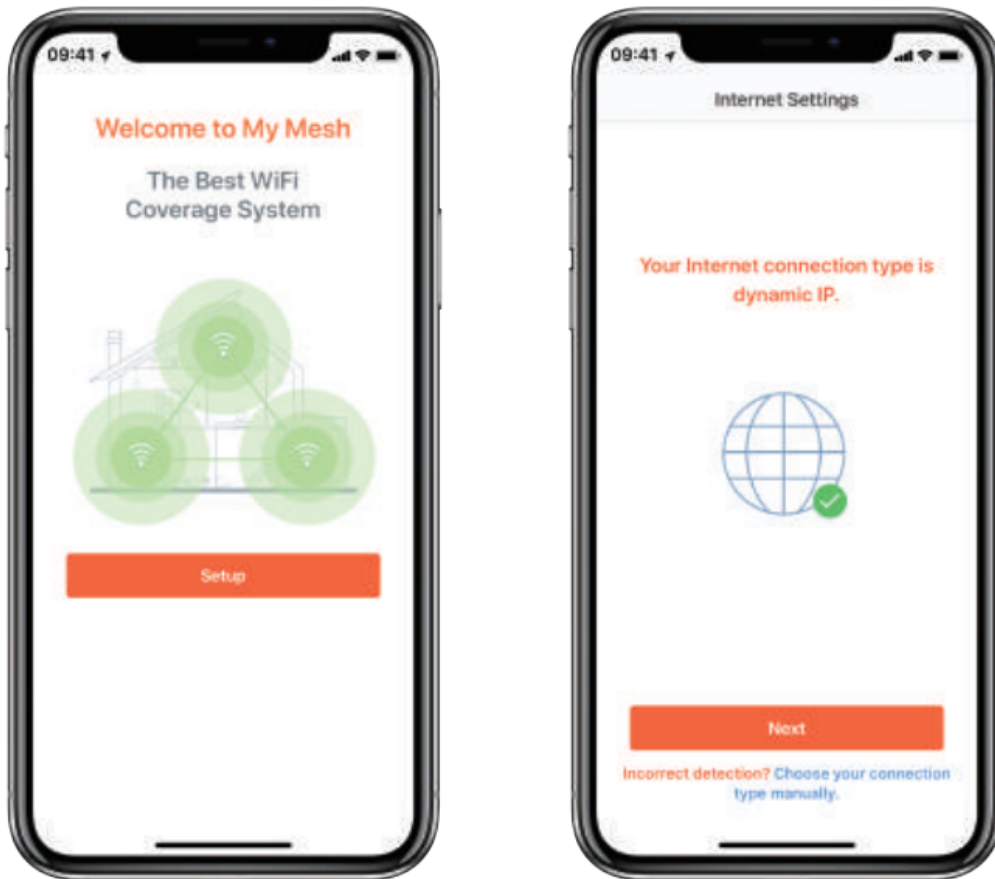 09:41
Welcome to My Mesh
The Best WiFi
Coverage System
Setup
09:41
Internet Settings
Your Internet connection type is
dynamic IP.
Next
Incorrect detection? Choose your connection
type manually.